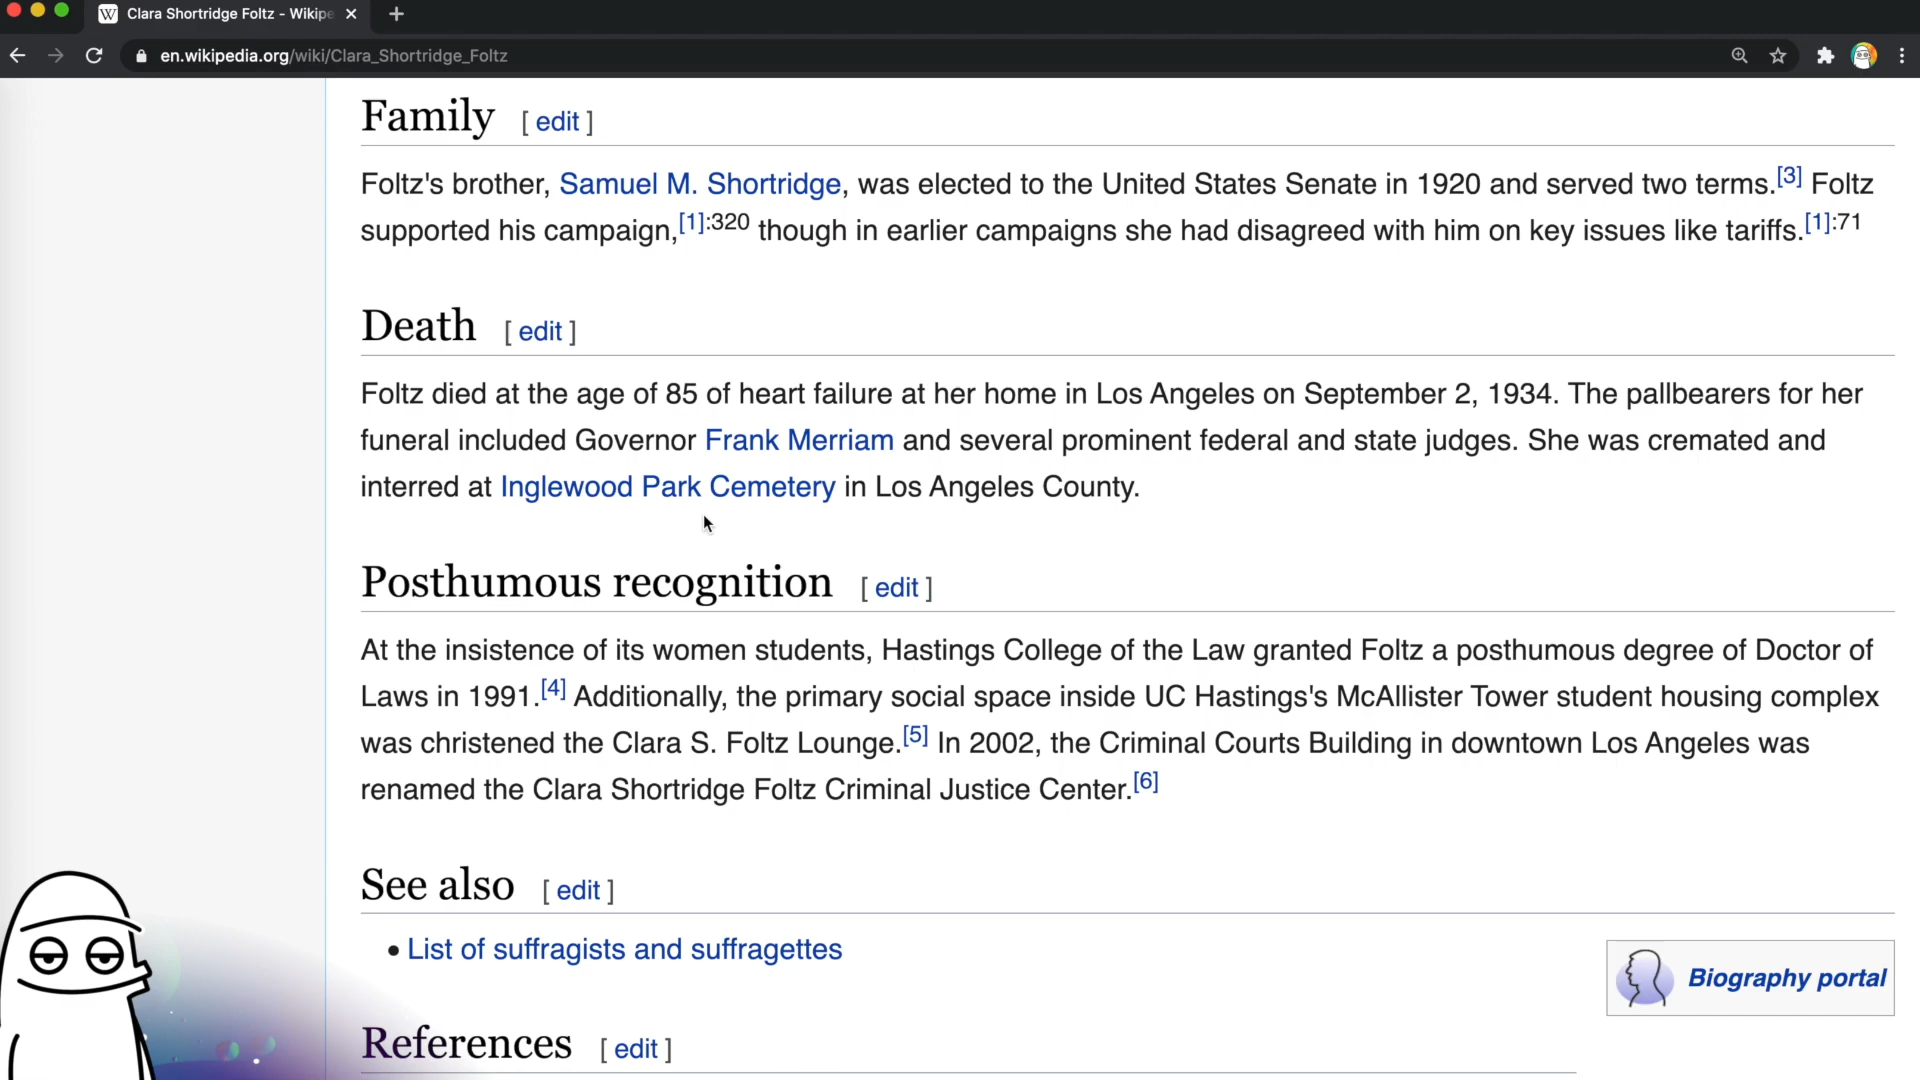 W Clara Shortridge Foltz - Wikipe
en.wikipedia.org/wiki/Clara_Shortridge_Foltz
Family [ edit ]
Foltz's brother, Samuel M. Shortridge, was elected to the United States Senate in 1920 and served two terms.[3] Foltz
supported his campaign,[1]:320 though in earlier campaigns she had disagreed with him on key issues like tariffs.[1]:71
Death [ edit ]
Foltz died at the age of 85 of heart failure at her home in Los Angeles on September 2, 1934. The pallbearers for her
funeral included Governor Frank Merriam and several prominent federal and state judges. She was cremated and
interred at Inglewood Park Cemetery in Los Angeles County.
Posthumous recognition [ edit ]
At the insistence of its women students, Hastings College of the Law granted Foltz a posthumous degree of Doctor of
Laws in 1991.[4] Additionally, the primary social space inside UC Hastings's McAllister Tower student housing complex
was christened the Clara S. Foltz Lounge.[5] In 2002, the Criminal Courts Building in downtown Los Angeles was
renamed the Clara Shortridge Foltz Criminal Justice Center.[6]
See also [ edit ]
• List of suffragists and suffragettes
Biography portal
References [ edit ]